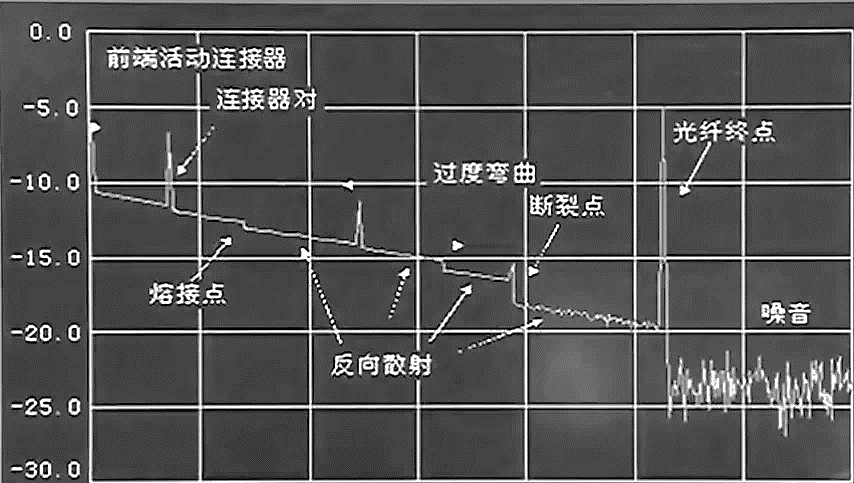 0.0
前端活动连接器
连接器对
-5.0
光纤终点
过度弯曲
-10.0
断裂点
-15.0
熔接点
噪音
-20.0
反向散射
-25.0
-30.0